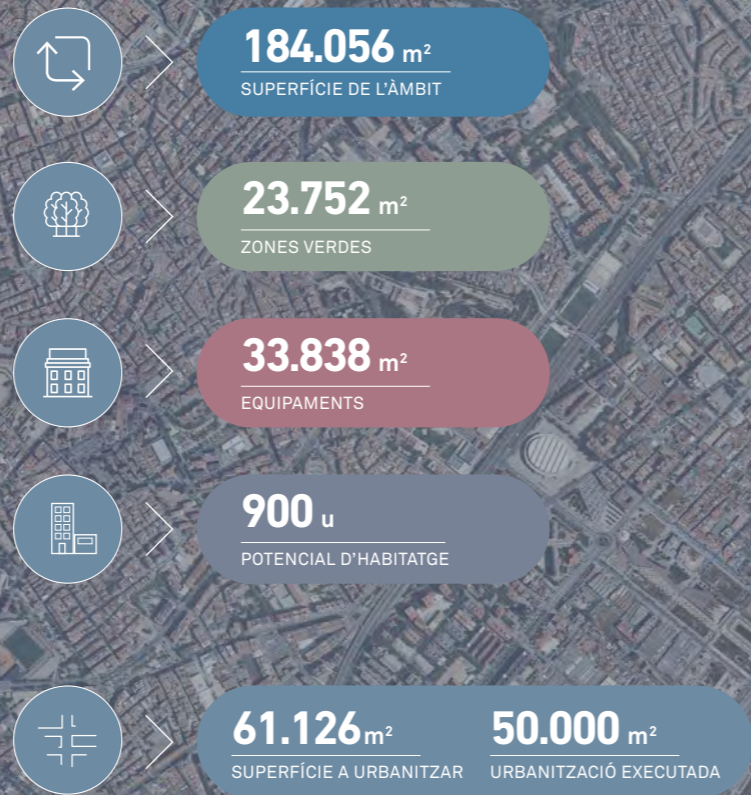 184.056 m²
SUPERFÍCIE DE L'ÀMBIT
23.752 m²
ZONES VERDES
33.838 m²
EQUIPAMENTS
900 u
POTENCIAL D'HABITATGE
61.126 m² 50.000 m²
SUPERFÍCIE A URBANITZAR URBANITZACIÓ EXECUTADA